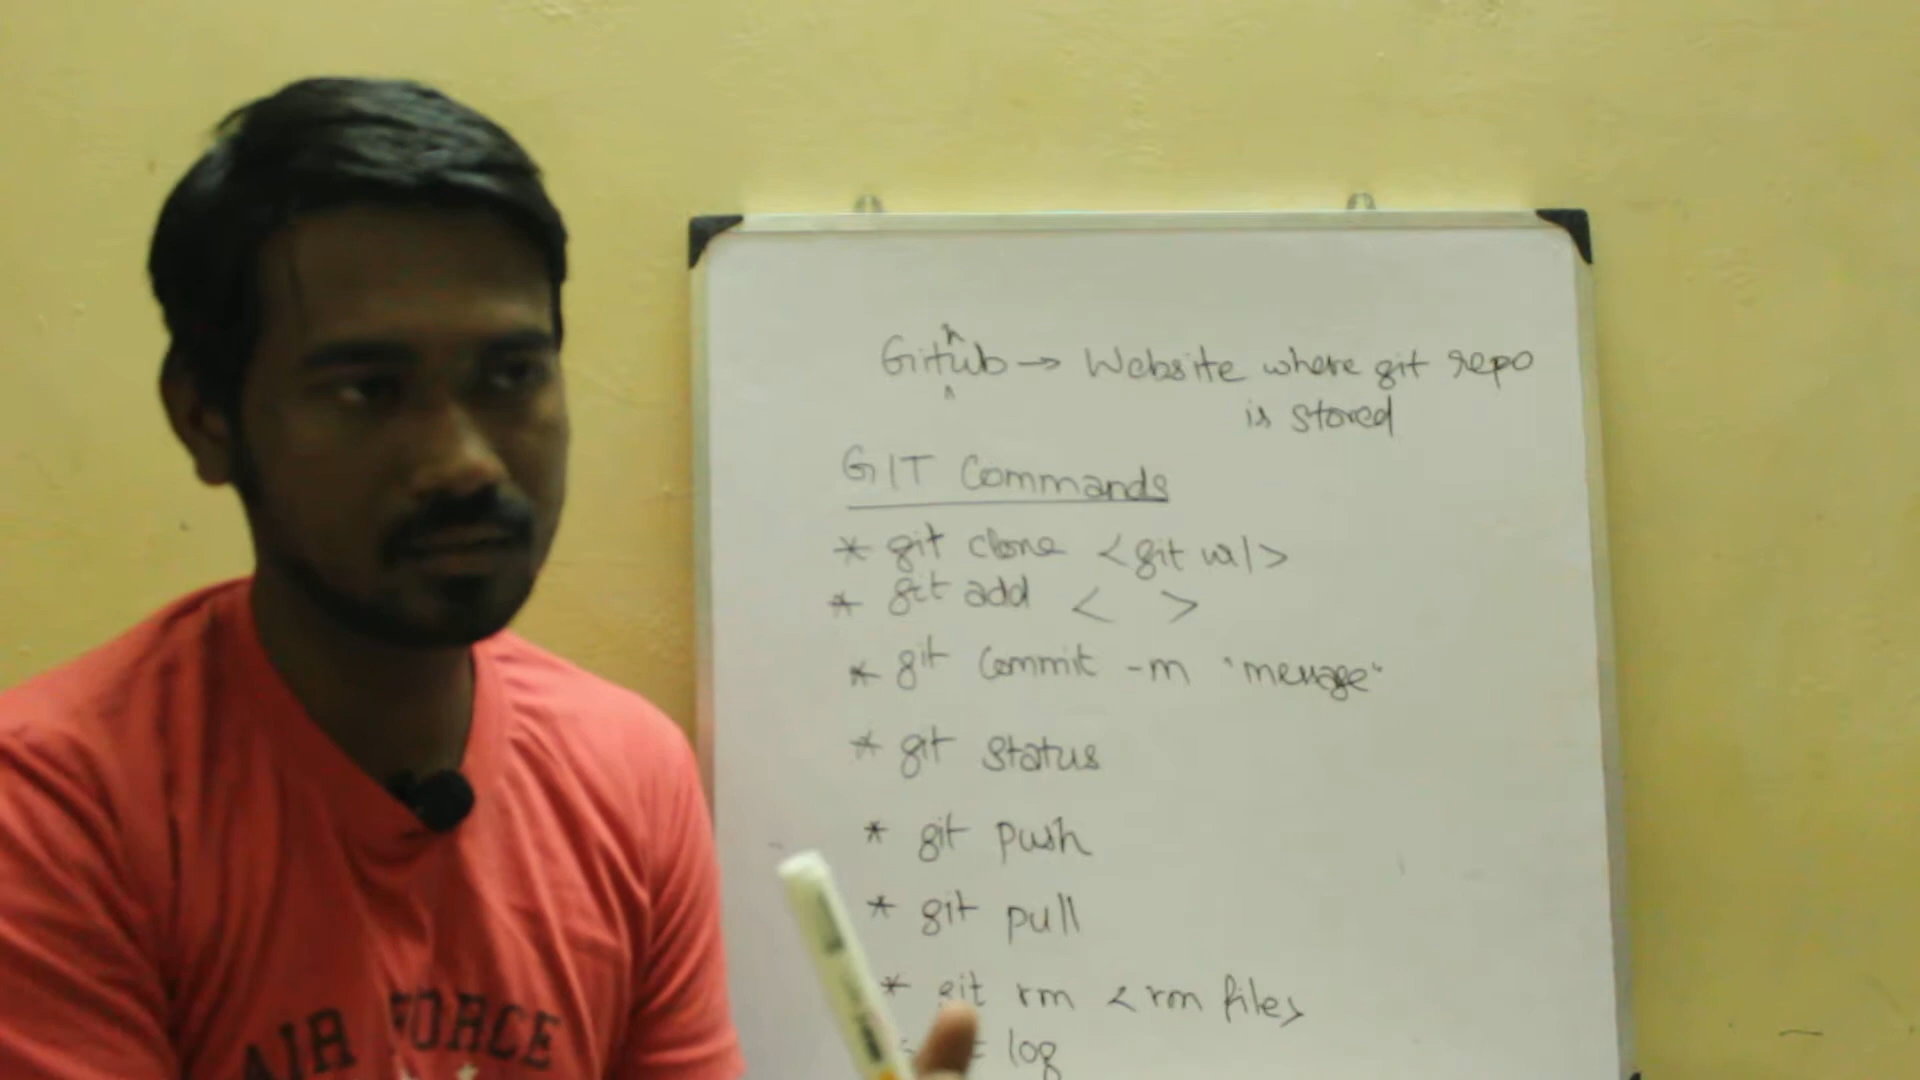 Github → Website where git repo
is stored
GIT Commands
* git clone <git url>
* git add < >
* git commit -m "message"
* git status
* git push
* git pull
* git rm <rm files>
log
AIR FORCE